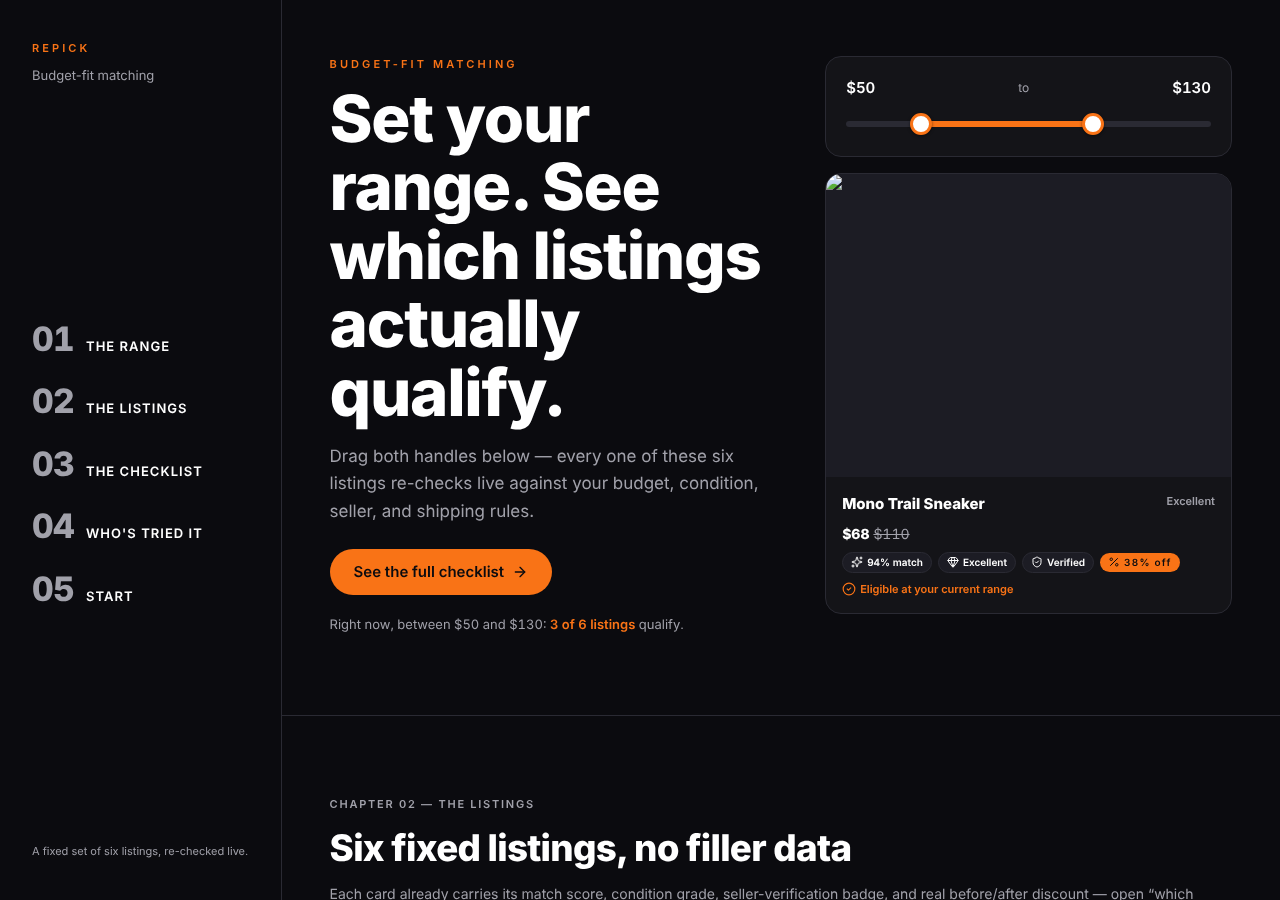 REPICK
Budget-fit matching
01 THE RANGE
02 THE LISTINGS
03 THE CHECKLIST
04 WHO'S TRIED IT
05 START
A fixed set of six listings, re-checked live.
BUDGET-FIT MATCHING
Set your
range. See
which listings
actually
qualify.
Drag both handles below — every one of these six
listings re-checks live against your budget, condition,
seller, and shipping rules.
See the full checklist
Right now, between $50 and $130: 3 of 6 listings qualify.
$50 to $130
Mono Trail Sneaker Excellent
$68 $110
94% match Excellent Verified 38% off
Eligible at your current range
CHAPTER 02 — THE LISTINGS
Six fixed listings, no filler data
Each card already carries its match score, condition grade, seller-verification badge, and real before/after discount — open “which